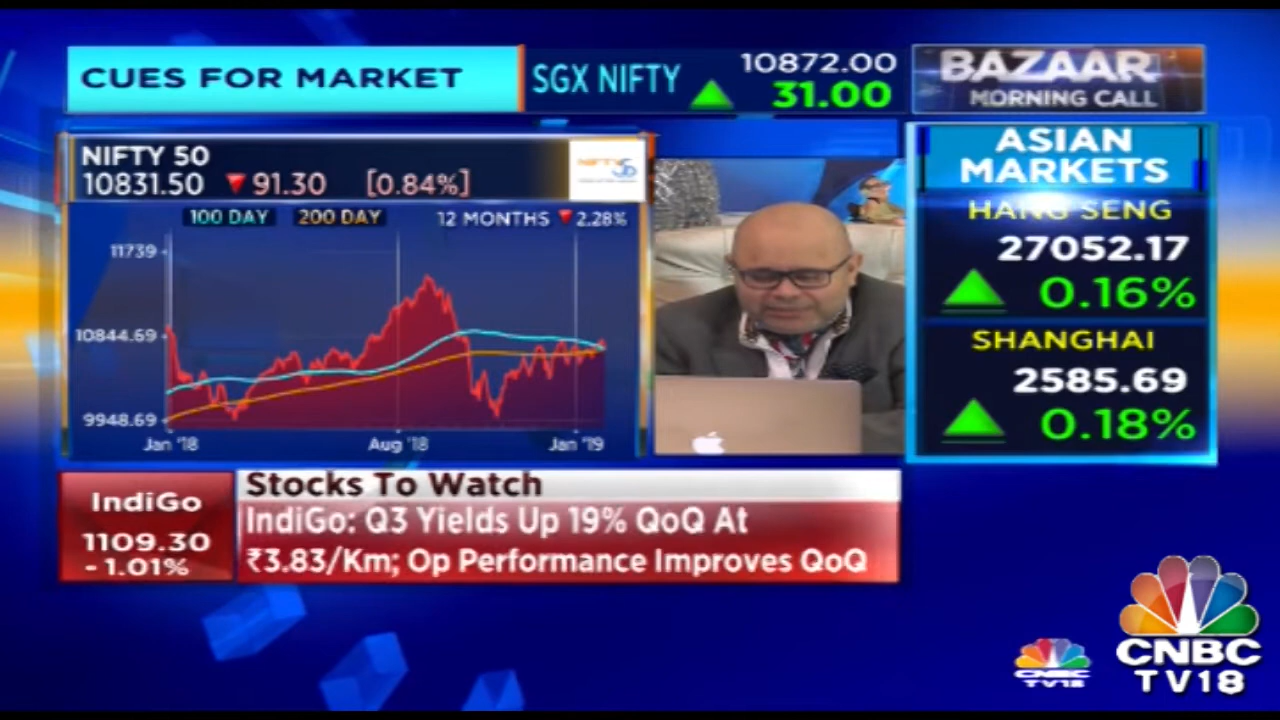 CUES FOR MARKET
SGX NIFTY
10872.00
31.00
BAZAAR
MORNING CALL
NIFTY 50
10831.50 91.30 [0.84%]
100 DAY 200 DAY 12 MONTHS 2.28%
11739
10844.69
9948.69
Jan '18 Aug '18 Jan '19
ASIAN
MARKETS
HANG SENG
27052.17
0.16%
SHANGHAI
2585.69
0.18%
IndiGo
1109.30
-1.01%
Stocks To Watch
IndiGo: Q3 Yields Up 19% QoQ At
₹3.83/Km; Op Performance Improves QoQ
CNBC
TV18
CNBC
TV18